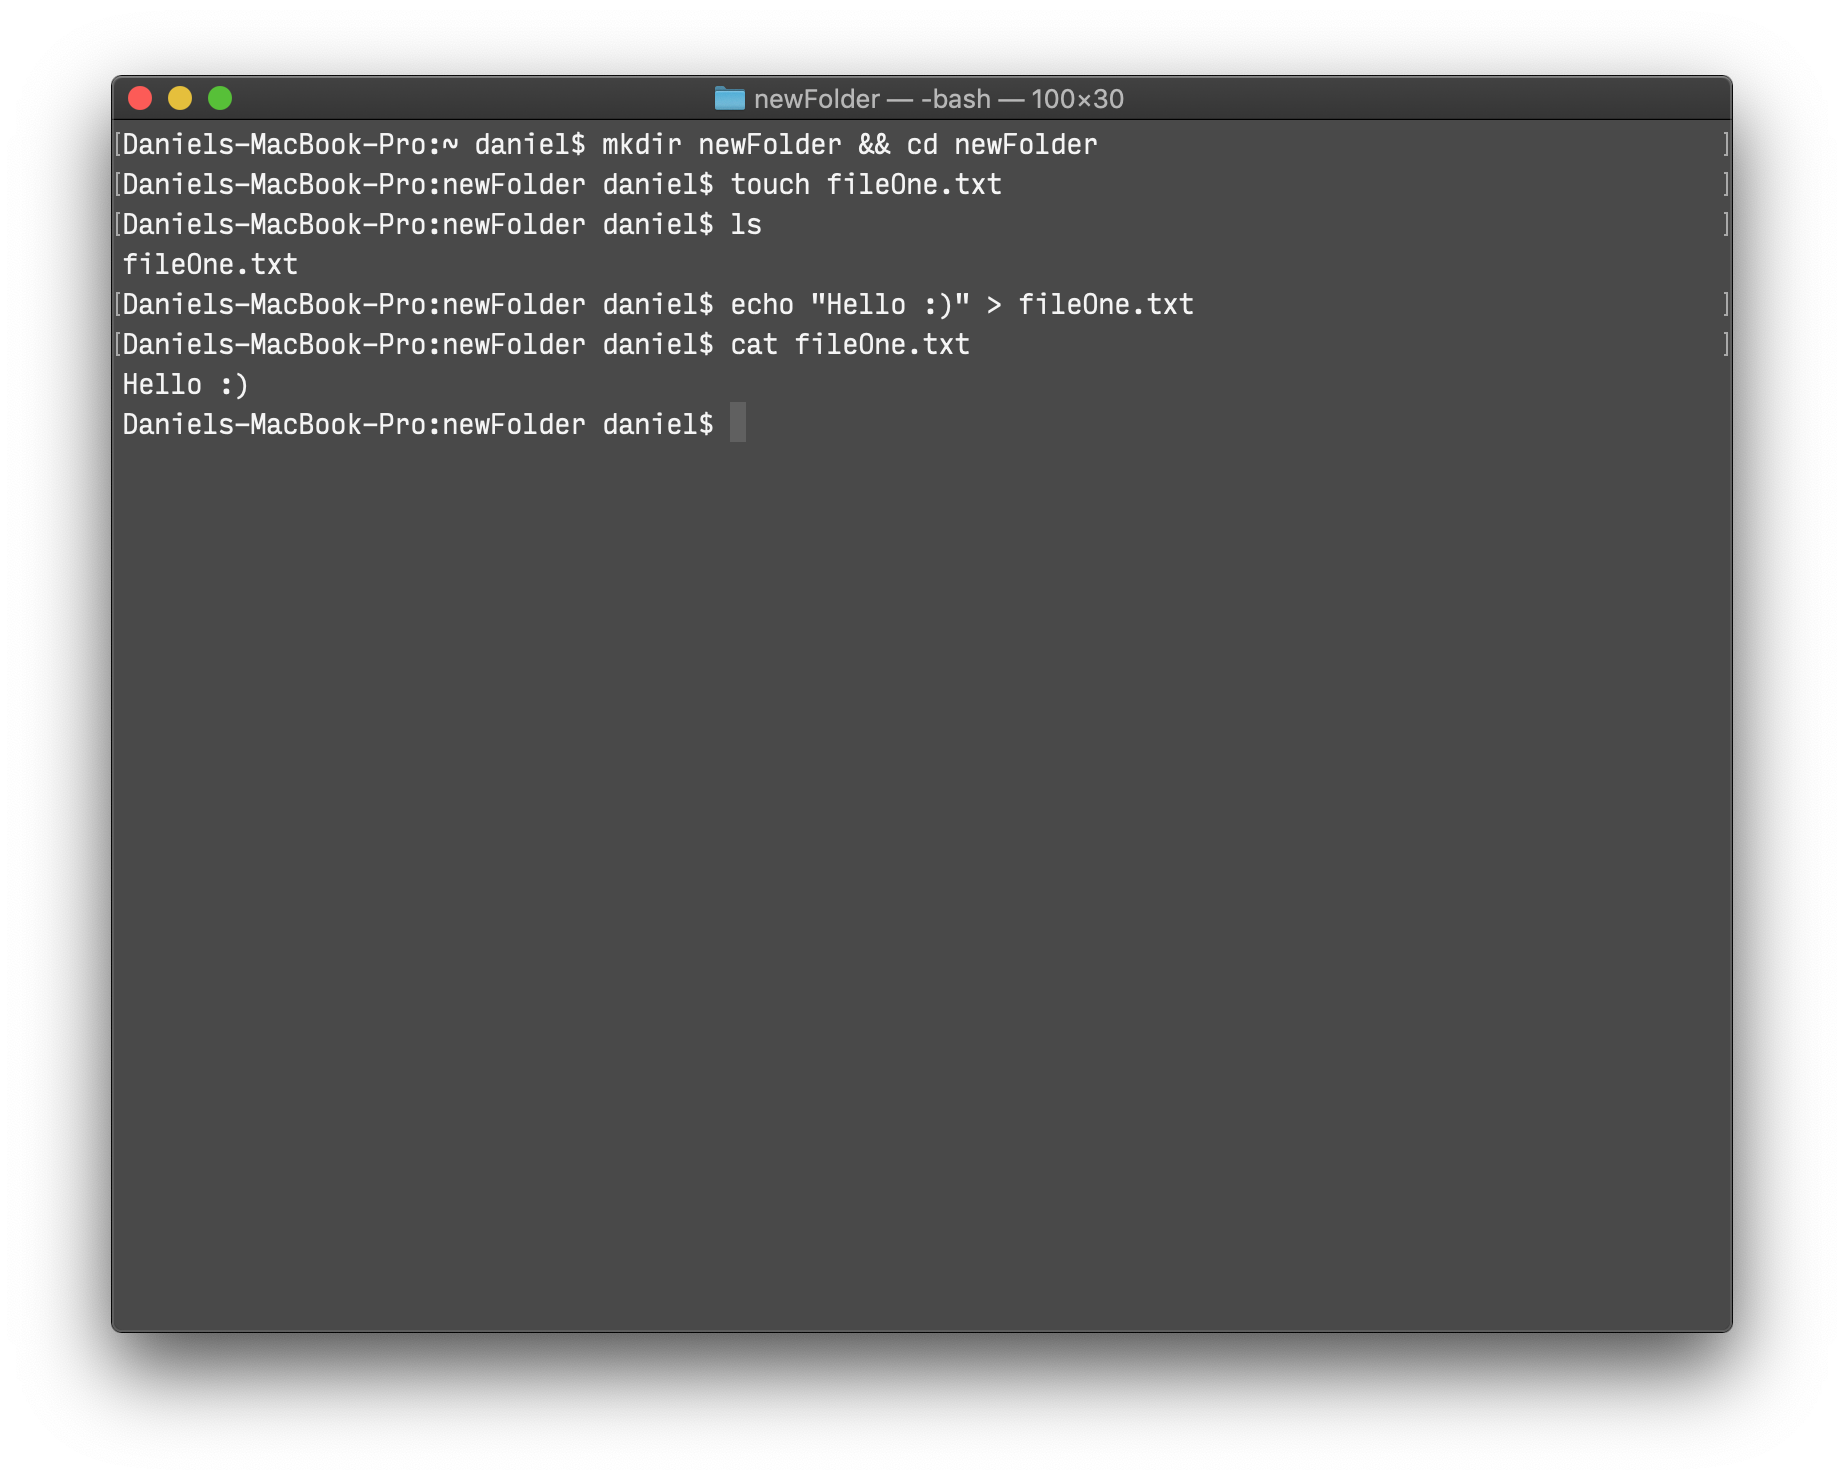 newFolder — -bash — 100×30
[Daniels-MacBook-Pro:~ daniel$ mkdir newFolder && cd newFolder ]
[Daniels-MacBook-Pro:newFolder daniel$ touch fileOne.txt ]
[Daniels-MacBook-Pro:newFolder daniel$ ls ]
fileOne.txt
[Daniels-MacBook-Pro:newFolder daniel$ echo "Hello :)" > fileOne.txt ]
[Daniels-MacBook-Pro:newFolder daniel$ cat fileOne.txt ]
Hello :)
Daniels-MacBook-Pro:newFolder daniel$